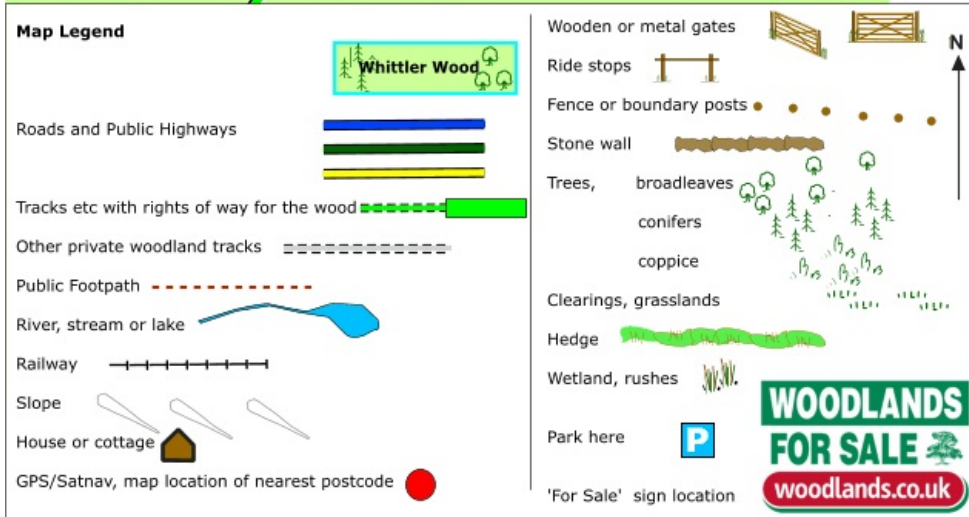 Map Legend
Whittler Wood
Roads and Public Highways
Tracks etc with rights of way for the wood
Other private woodland tracks
Public Footpath
River, stream or lake
Railway
Slope
House or cottage
GPS/Satnav, map location of nearest postcode
Wooden or metal gates
N
Ride stops
Fence or boundary posts
Stone wall
Trees, broadleaves
conifers
coppice
Clearings, grasslands
Hedge
Wetland, rushes
Park here P
'For Sale' sign location
WOODLANDS
FOR SALE
woodlands.co.uk